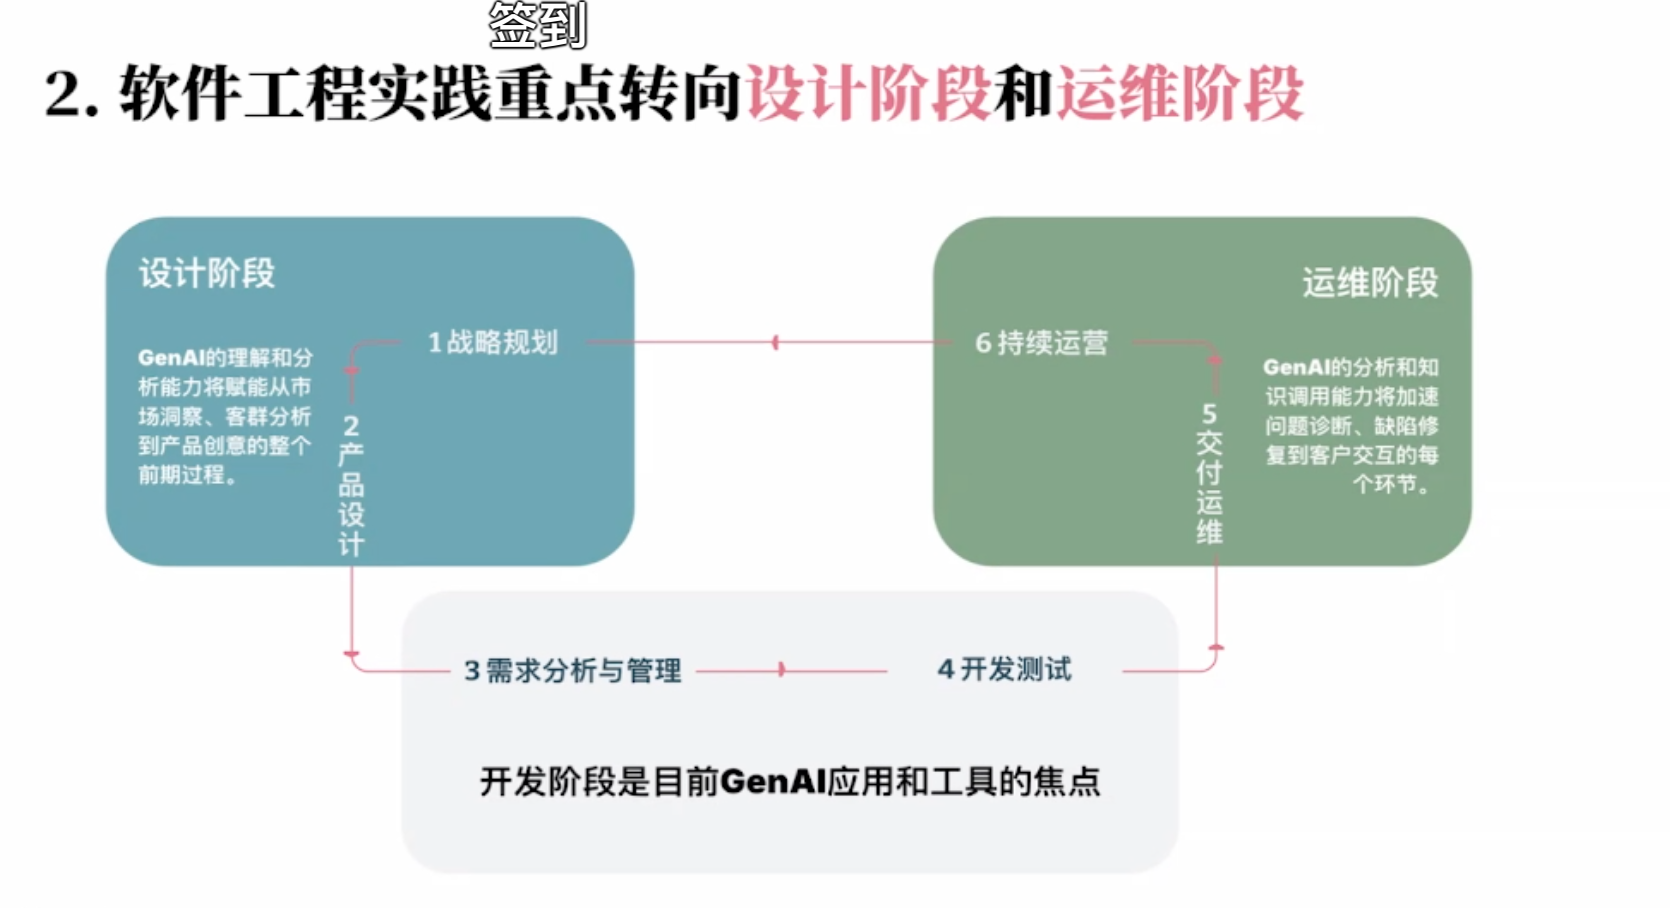 签到
2. 软件工程实践重点转向设计阶段和运维阶段
设计阶段
GenAI的理解和分
析能力将赋能从市
场洞察、客群分析
到产品创意的整个
前期过程。
1 战略规划
2 产品设计
运维阶段
6 持续运营
GenAI的分析和知
识调用能力将加速
问题诊断、缺陷修
复到客户交互的每
个环节。
5 交付运维
3 需求分析与管理
4 开发测试
开发阶段是目前GenAI应用和工具的焦点